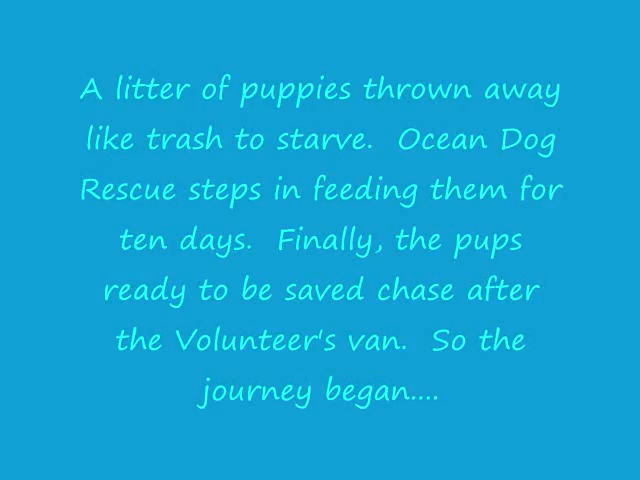 A litter of puppies thrown away
like trash to starve.  Ocean Dog
Rescue steps in feeding them for
ten days.  Finally, the pups
ready to be saved chase after
the Volunteer's van.  So the
journey began....